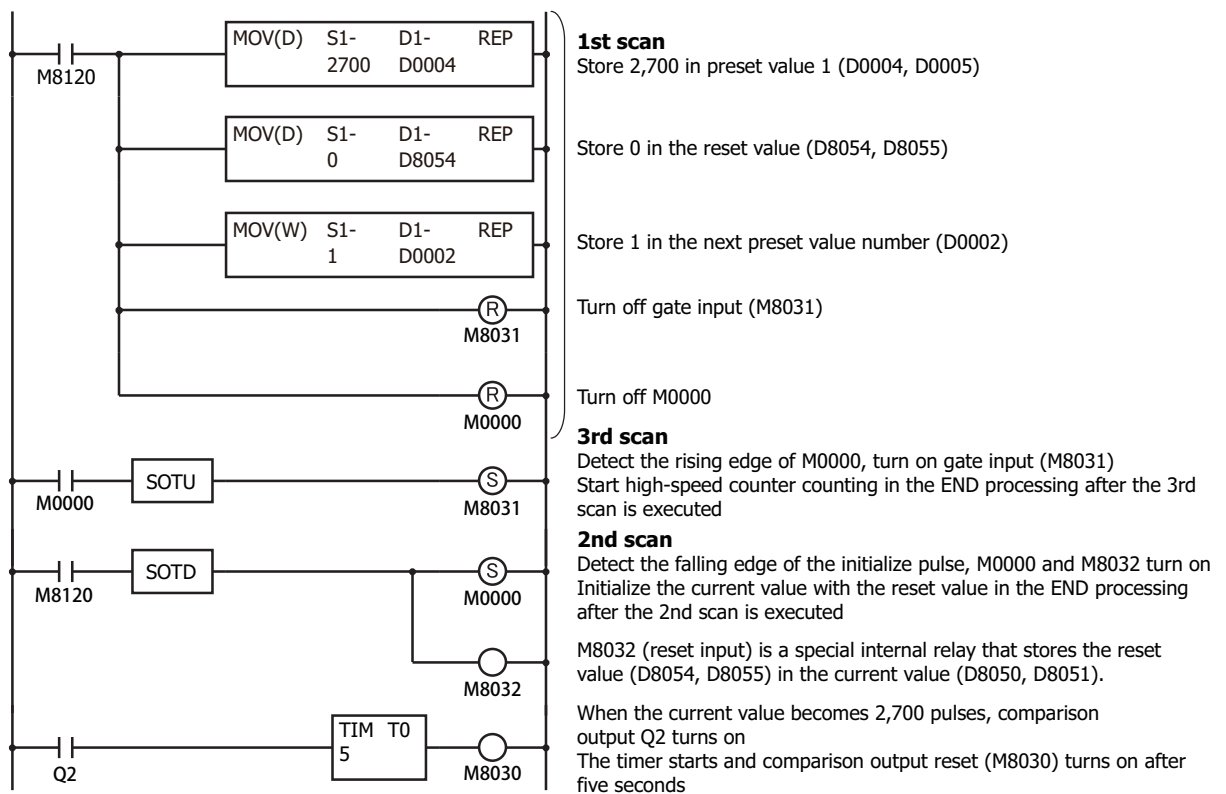 MOV(D) S1- D1- REP
2700 D0004
M8120
1st scan
Store 2,700 in preset value 1 (D0004, D0005)
MOV(D) S1- D1- REP
0 D8054
Store 0 in the reset value (D8054, D8055)
MOV(W) S1- D1- REP
1 D0002
Store 1 in the next preset value number (D0002)
R
M8031
Turn off gate input (M8031)
R
M0000
Turn off M0000
M0000
SOTU
S
M8031
3rd scan
Detect the rising edge of M0000, turn on gate input (M8031)
Start high-speed counter counting in the END processing after the 3rd
scan is executed
M8120
SOTD
S
M0000
2nd scan
Detect the falling edge of the initialize pulse, M0000 and M8032 turn on
Initialize the current value with the reset value in the END processing
after the 2nd scan is executed
M8032
M8032 (reset input) is a special internal relay that stores the reset
value (D8054, D8055) in the current value (D8050, D8051).
Q2
TIM T0
5
M8030
When the current value becomes 2,700 pulses, comparison
output Q2 turns on
The timer starts and comparison output reset (M8030) turns on after
five seconds